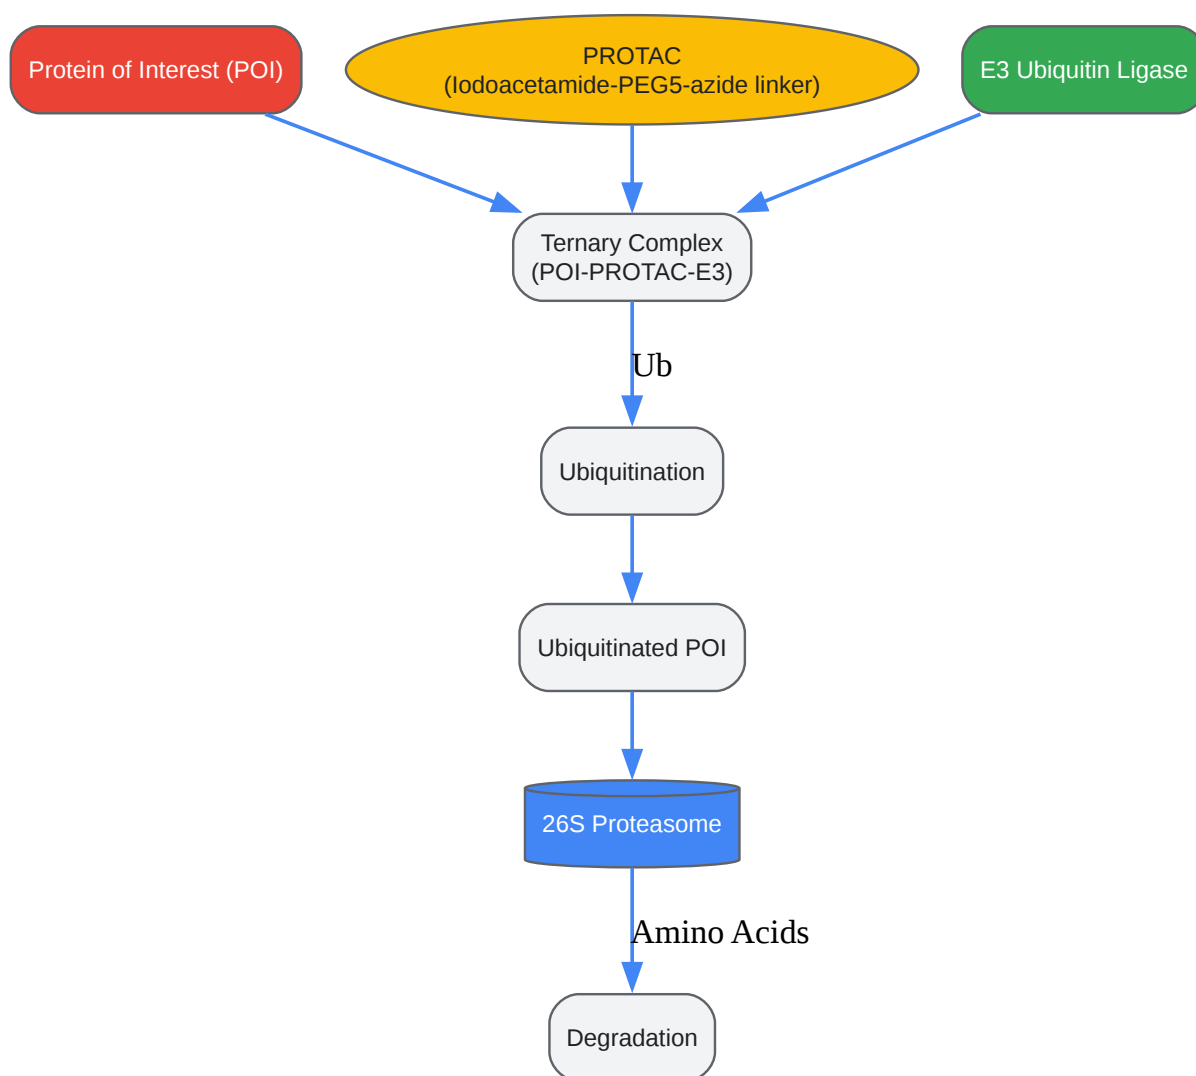 Protein of Interest (POI)
PROTAC
(Iodoacetamide-PEG5-azide linker)
E3 Ubiquitin Ligase
Ternary Complex
(POI-PROTAC-E3)
Ub
Ubiquitination
Ubiquitinated POI
26S Proteasome
Amino Acids
Degradation